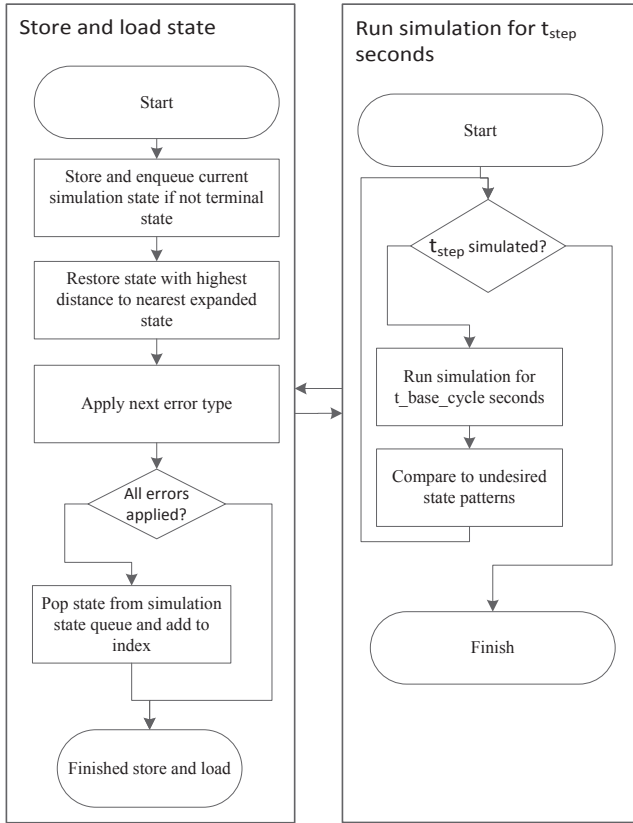 Store and load state
Start
Store and enqueue current
simulation state if not terminal
state
Restore state with highest
distance to nearest expanded
state
Apply next error type
All errors
applied?
Pop state from simulation
state queue and add to
index
Finished store and load
Run simulation for tstep
seconds
Start
tstep simulated?
Run simulation for
t_base_cycle seconds
Compare to undesired
state patterns
Finish